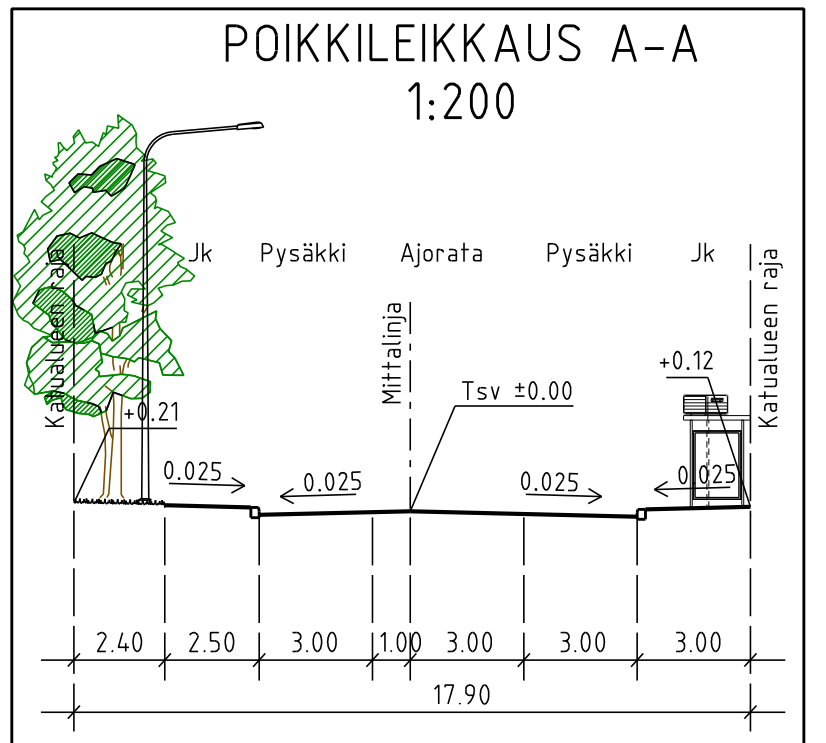 POIKKILEIKKAUS A-A
1:200
Jk Pysäkki Ajorata Pysäkki Jk
Katualueen raja
Mittalinja
Katualueen raja
+0.12
Tsv ±0.00
+0.21
0.025 0.025 0.025 0.025
2.40 2.50 3.00 1.00 3.00 3.00 3.00
17.90